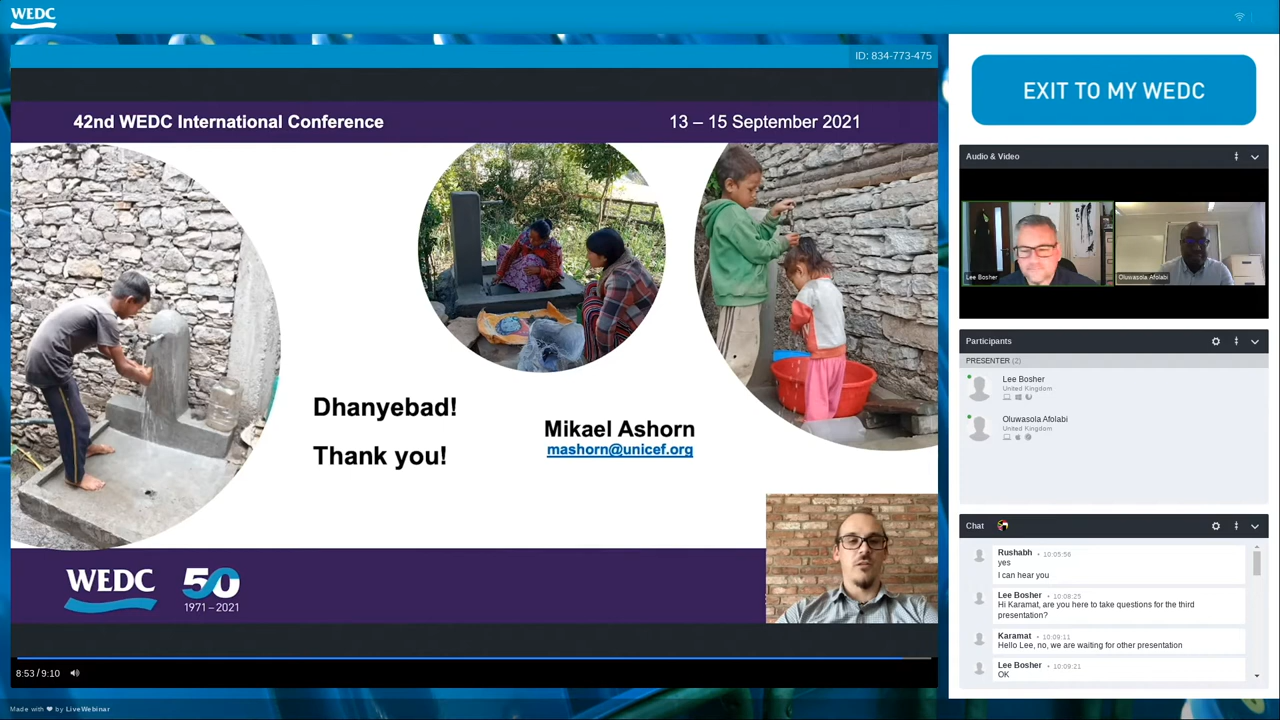 WEDC
ID: 834-773-475
42nd WEDC International Conference
13 – 15 September 2021
Dhanyebad!
Thank you!
Mikael Ashorn
mashorn@unicef.org
WEDC
50
1971 – 2021
8:53 / 9:10
Made with ❤ by LiveWebinar
EXIT TO MY WEDC
Audio & Video
Lee Bosher
Oluwasola Afolabi
Participants
PRESENTER (2)
Lee Bosher
United Kingdom
Oluwasola Afolabi
United Kingdom
Chat
Rushabh • 10:05:56
yes
I can hear you
Lee Bosher • 10:08:25
Hi Karamat, are you here to take questions for the third
presentation?
Karamat • 10:09:11
Hello Lee, no, we are waiting for other presentation
Lee Bosher • 10:09:21
OK